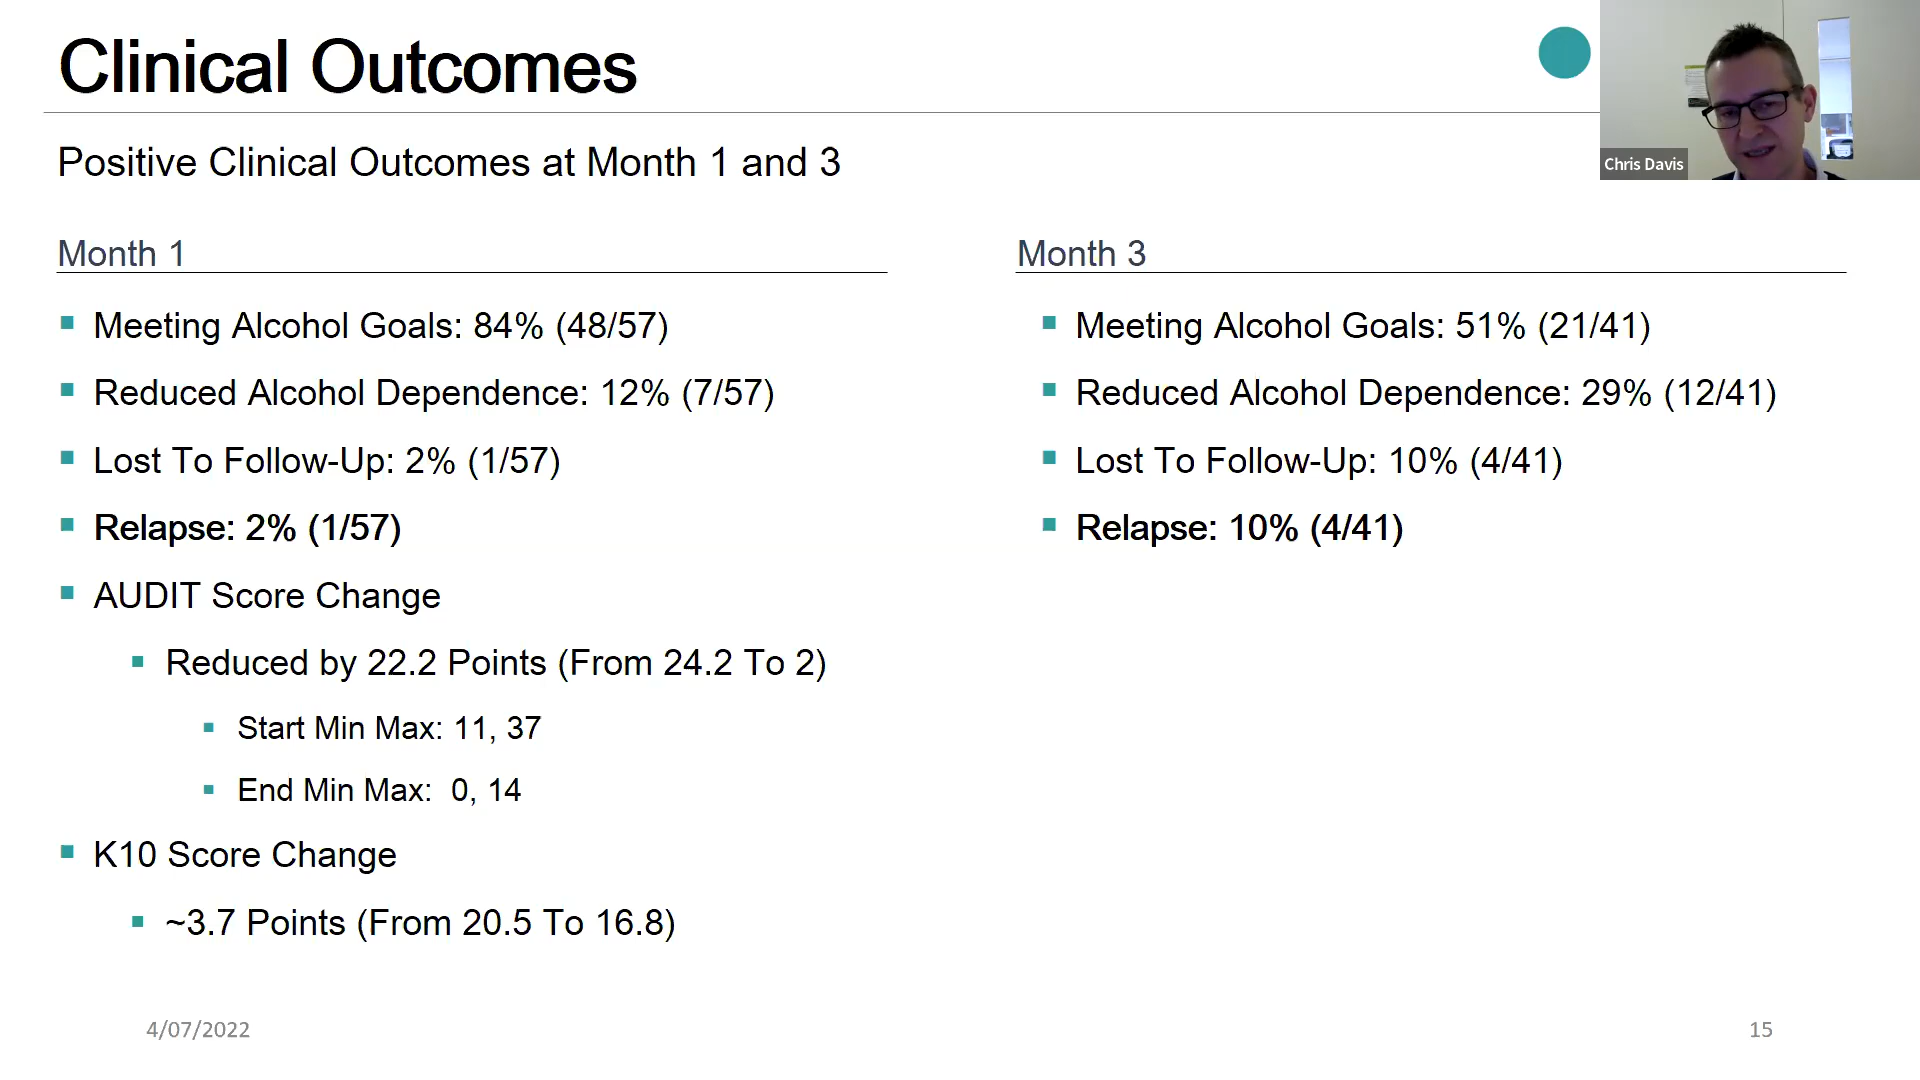 Clinical Outcomes
Chris Davis
Positive Clinical Outcomes at Month 1 and 3
Month 1
Meeting Alcohol Goals: 84% (48/57)
Reduced Alcohol Dependence: 12% (7/57)
Lost To Follow-Up: 2% (1/57)
Relapse: 2% (1/57)
AUDIT Score Change
Reduced by 22.2 Points (From 24.2 To 2)
Start Min Max: 11, 37
End Min Max: 0, 14
K10 Score Change
~3.7 Points (From 20.5 To 16.8)
Month 3
Meeting Alcohol Goals: 51% (21/41)
Reduced Alcohol Dependence: 29% (12/41)
Lost To Follow-Up: 10% (4/41)
Relapse: 10% (4/41)
4/07/2022
15